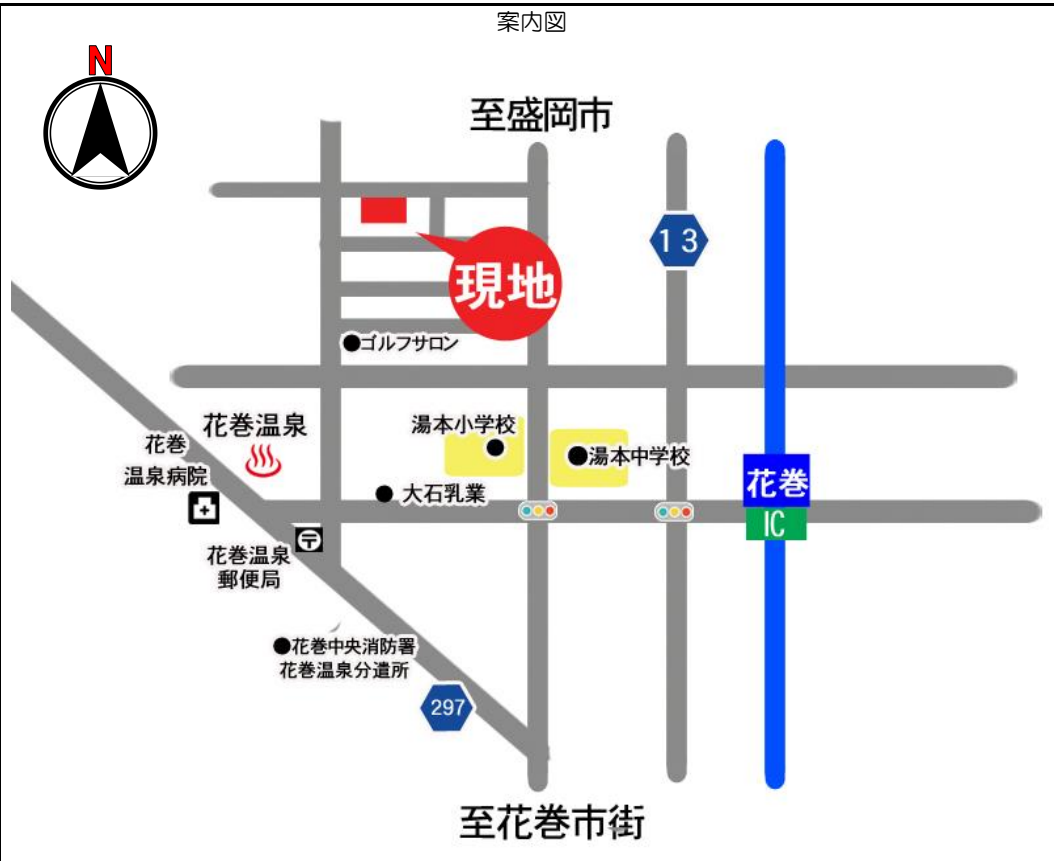 案内図
N
至盛岡市
13
現地
●ゴルフサロン
花巻温泉
湯本小学校
花巻
温泉病院
●湯本中学校
花巻
IC
● 大石乳業
〒
花巻温泉
郵便局
●花巻中央消防署
花巻温泉分遣所
297
至花巻市街